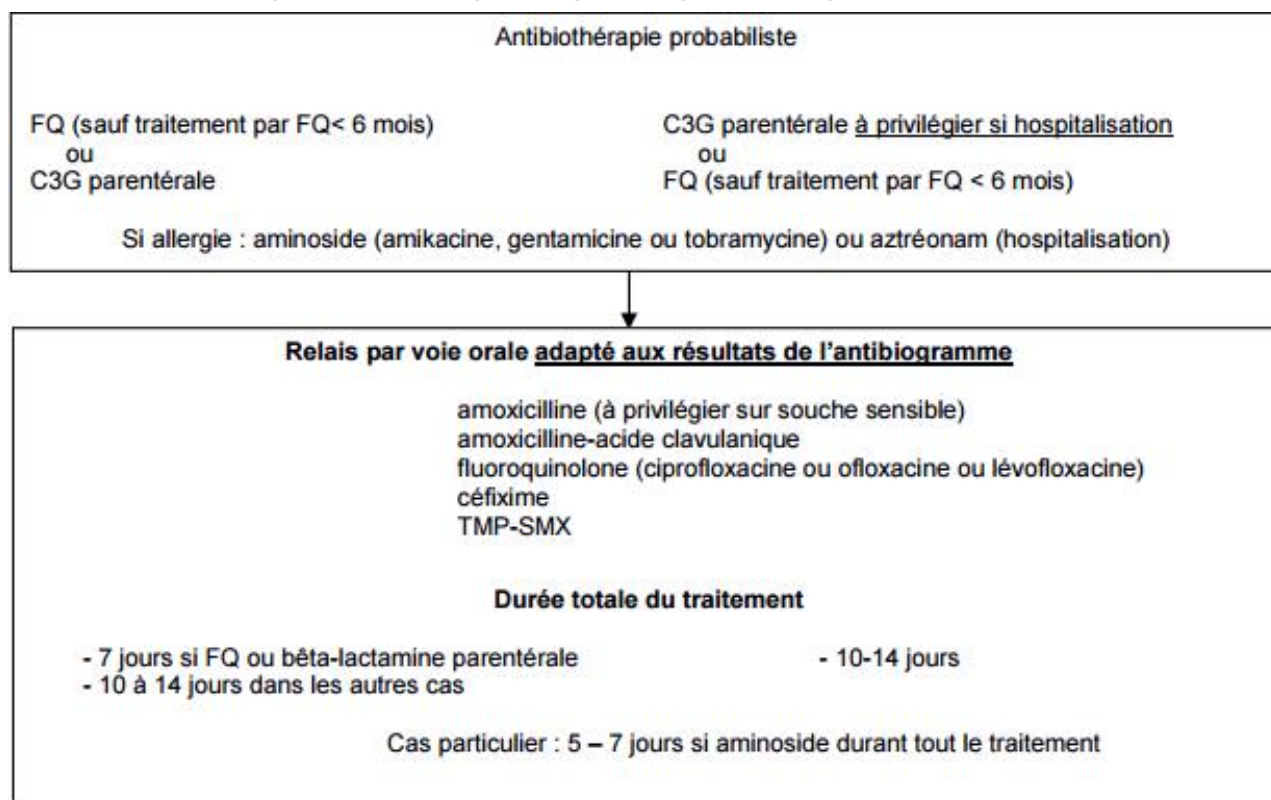 Antibiothérapie probabiliste
FQ (sauf traitement par FQ< 6 mois)
ou
C3G parentérale
C3G parentérale à privilégier si hospitalisation
ou
FQ (sauf traitement par FQ < 6 mois)
Si allergie : aminoside (amikacine, gentamicine ou tobramycine) ou aztréonam (hospitalisation)
Relais par voie orale adapté aux résultats de l'antibiogramme
amoxicilline (à privilégier sur souche sensible)
amoxicilline-acide clavulanique
fluoroquinolone (ciprofloxacine ou ofloxacine ou lévofloxacine)
céfixime
TMP-SMX
Durée totale du traitement
- 7 jours si FQ ou bêta-lactamine parentérale
- 10 à 14 jours dans les autres cas
- 10-14 jours
Cas particulier : 5 – 7 jours si aminoside durant tout le traitement